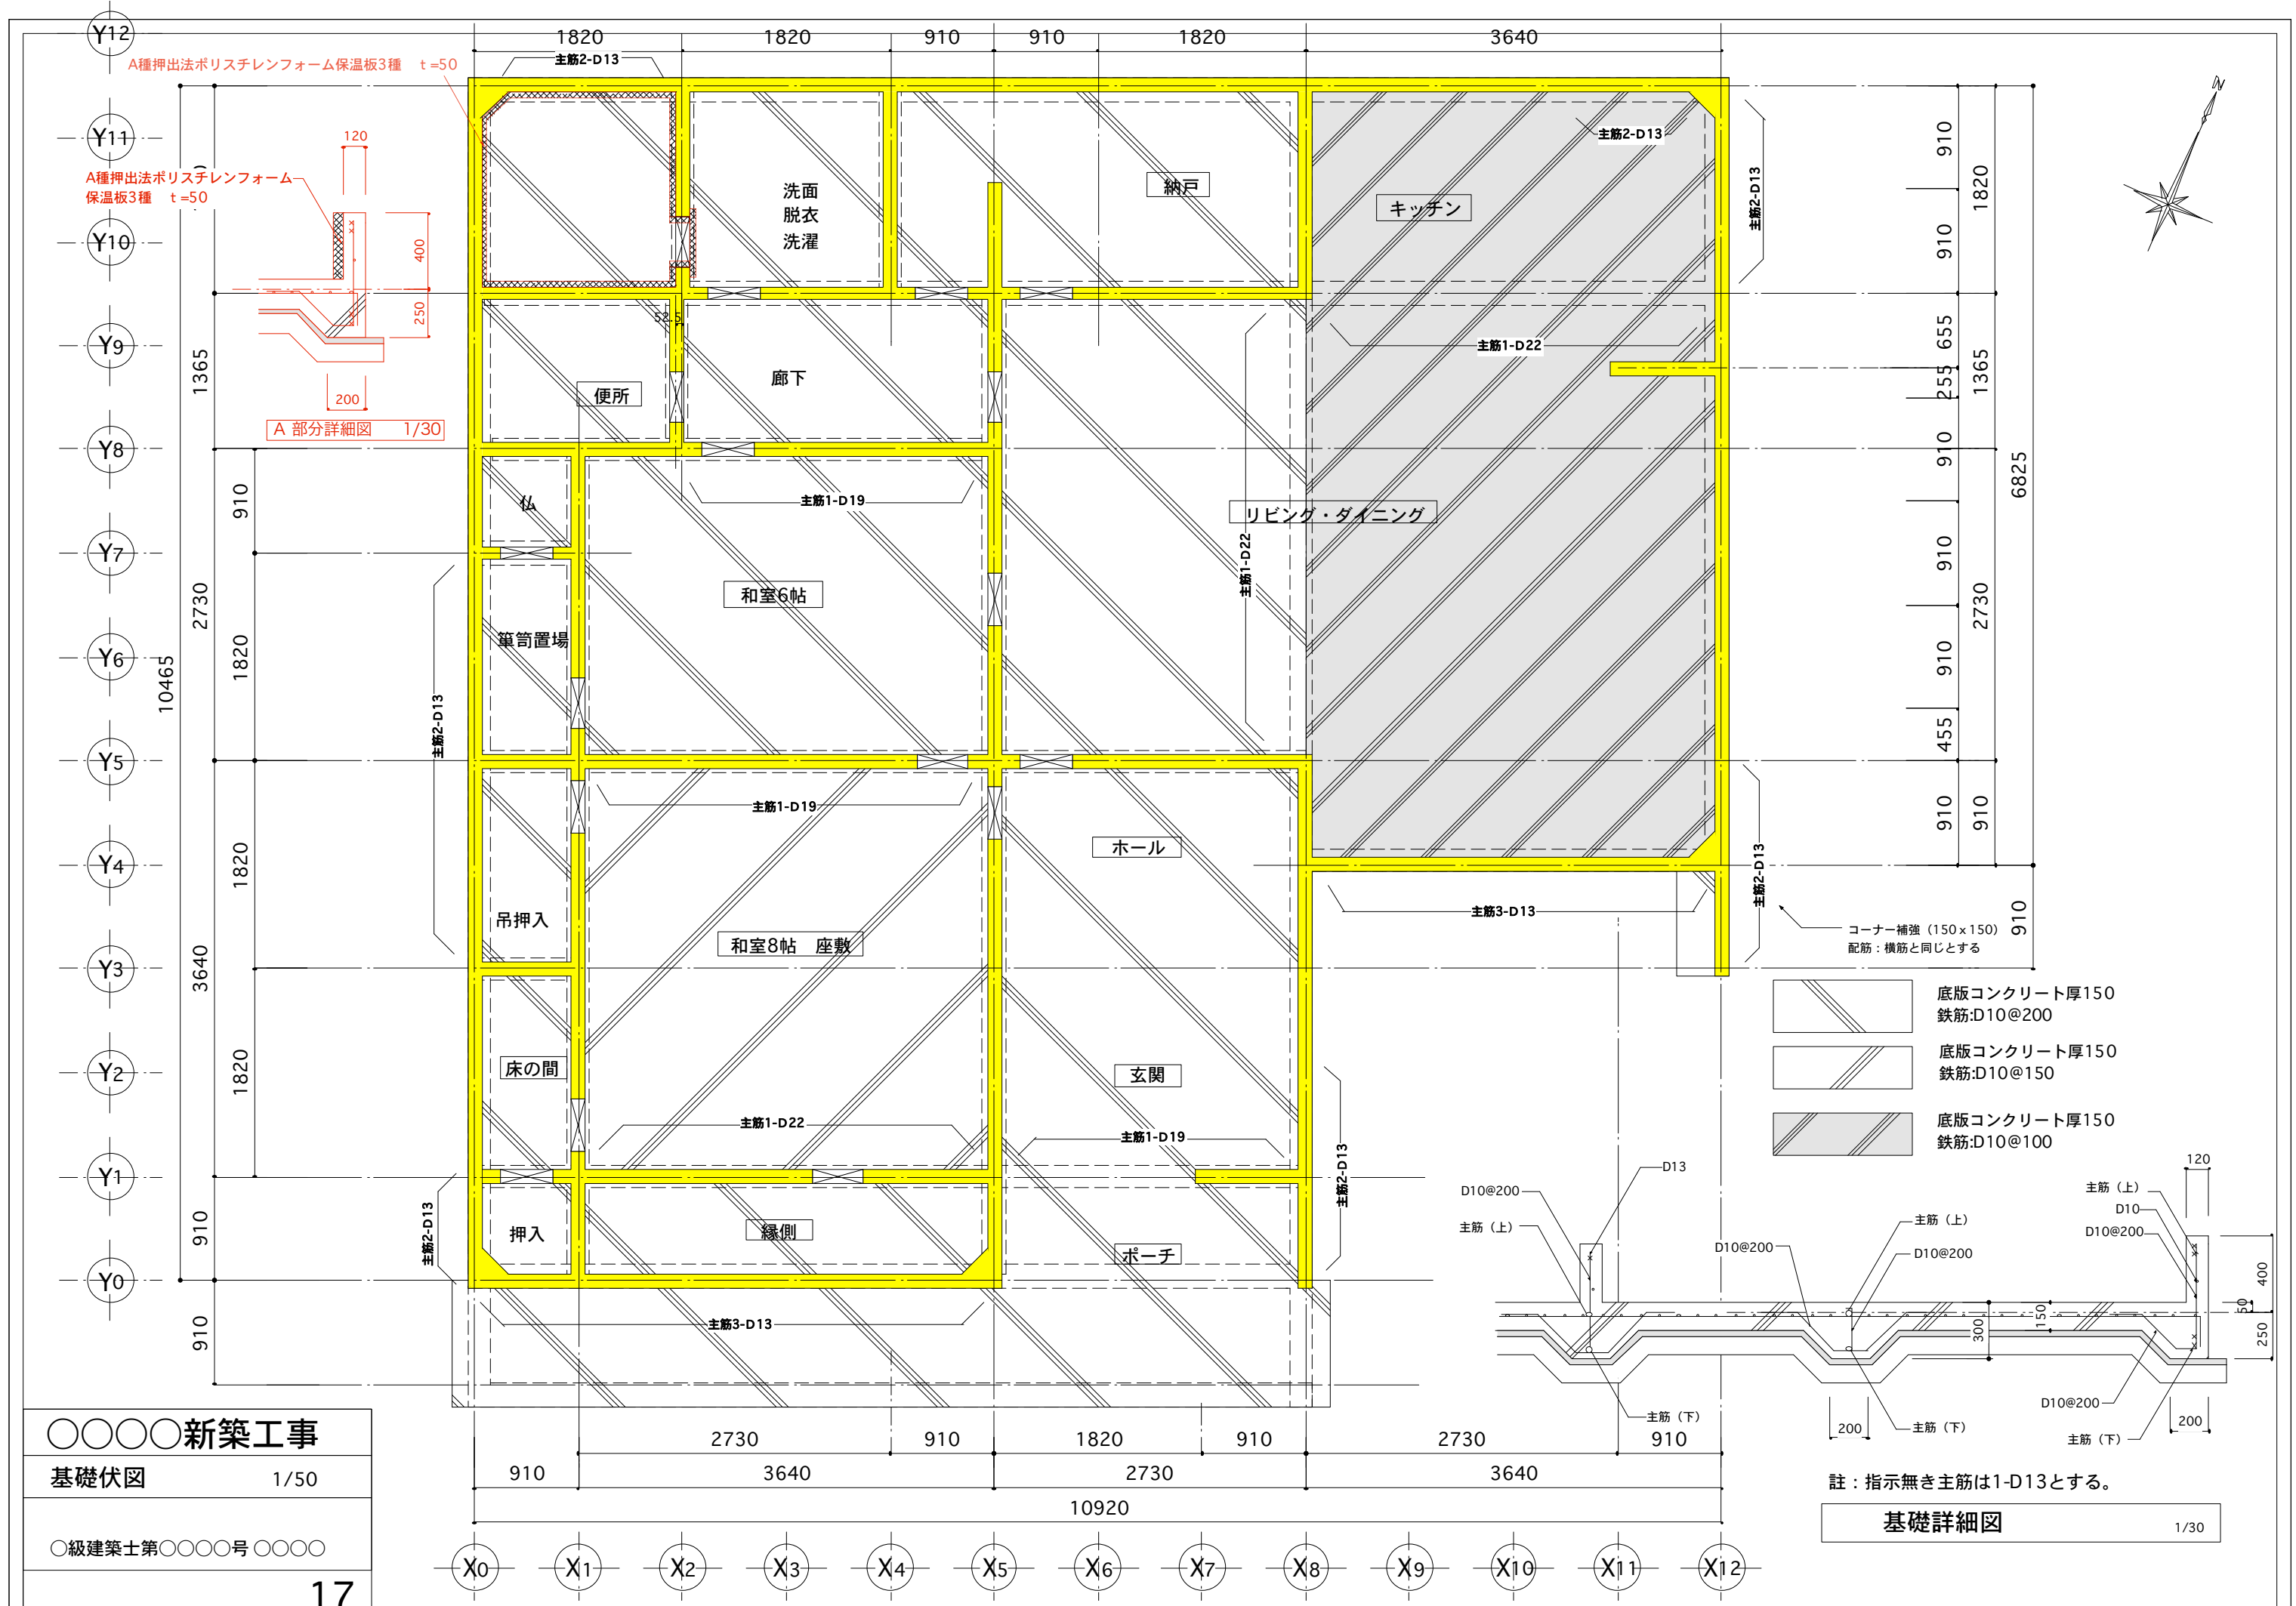 Y12
Y11
Y10
Y9
Y8
Y7
Y6
Y5
Y4
Y3
Y2
Y1
Y0
1820
1820
910
910
1820
3640
主筋2-D13
A種押出法ポリスチレンフォーム保温板3種 t=50
120
A種押出法ポリスチレンフォーム
保温板3種 t=50
400
250
200
A 部分詳細図 1/30
1365
2730
3640
910
910
10465
910
1820
1820
1820
洗面
脱衣
洗濯
納戸
キッチン
主筋2-D13
主筋2-D13
N
52.5
便所
廊下
主筋1-D22
主筋1-D22
仏
主筋1-D19
リビング・ダイニング
和室6帖
箪笥置場
主筋2-D13
主筋1-D19
ホール
吊押入
和室8帖 座敷
主筋3-D13
主筋2-D13
床の間
玄関
主筋1-D22
主筋1-D19
主筋2-D13
主筋2-D13
押入
縁側
ポーチ
主筋3-D13
910
910
655
255
910
910
910
455
910
1820
1365
2730
910
6825
910
コーナー補強（150x150）
配筋：横筋と同じとする
底版コンクリート厚150
鉄筋:D10@200
底版コンクリート厚150
鉄筋:D10@150
底版コンクリート厚150
鉄筋:D10@100
D13
D10@200
主筋（上）
D10@200
主筋（上）
D10@200
主筋（上）
D10
D10@200
120
400
50
250
150
300
D10@200
主筋（下）
200
主筋（下）
主筋（下）
200
2730
910
1820
910
2730
910
910
3640
2730
3640
10920
X0
X1
X2
X3
X4
X5
X6
X7
X8
X9
X10
X11
X12
註：指示無き主筋は1-D13とする。
基礎詳細図 1/30
○○○○新築工事
基礎伏図 1/50
○級建築士第○○○○号 ○○○○
17